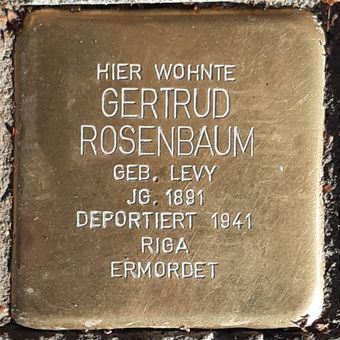 HIER WOHNTE
GERTRUD
ROSENBAUM
GEB. LEVY
JG. 1891
DEPORTIERT 1941
RIGA
ERMORDET